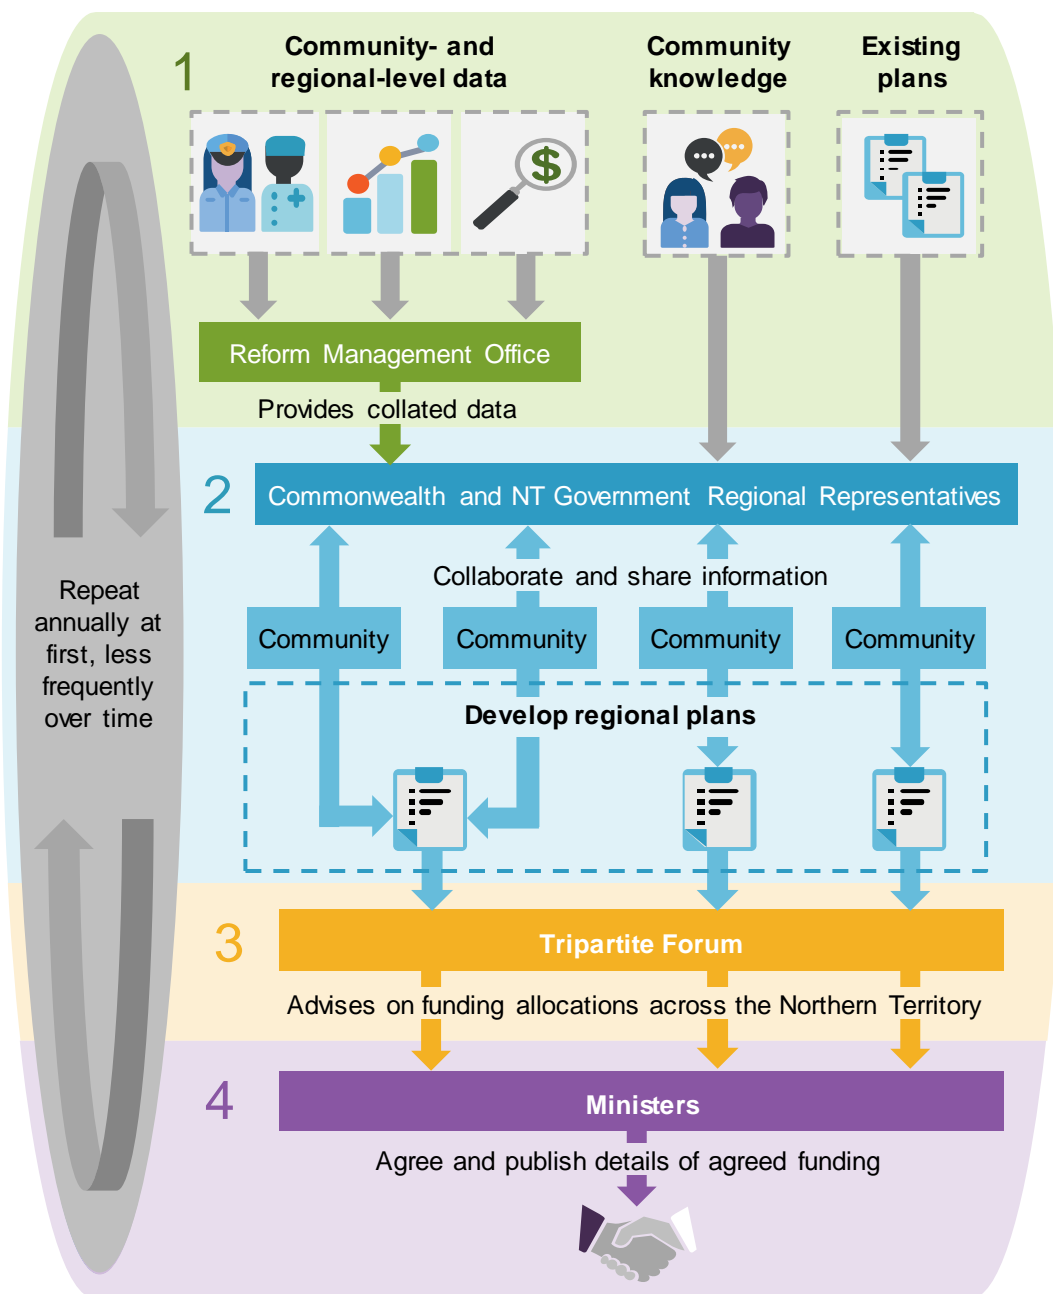 1
Community- and
regional-level data
Community
knowledge
Existing
plans
$
Reform Management Office
Provides collated data
2
Commonwealth and NT Government Regional Representatives
Collaborate and share information
Community
Community
Community
Community
Develop regional plans
Repeat
annually at
first, less
frequently
over time
3
Tripartite Forum
Advises on funding allocations across the Northern Territory
4
Ministers
Agree and publish details of agreed funding